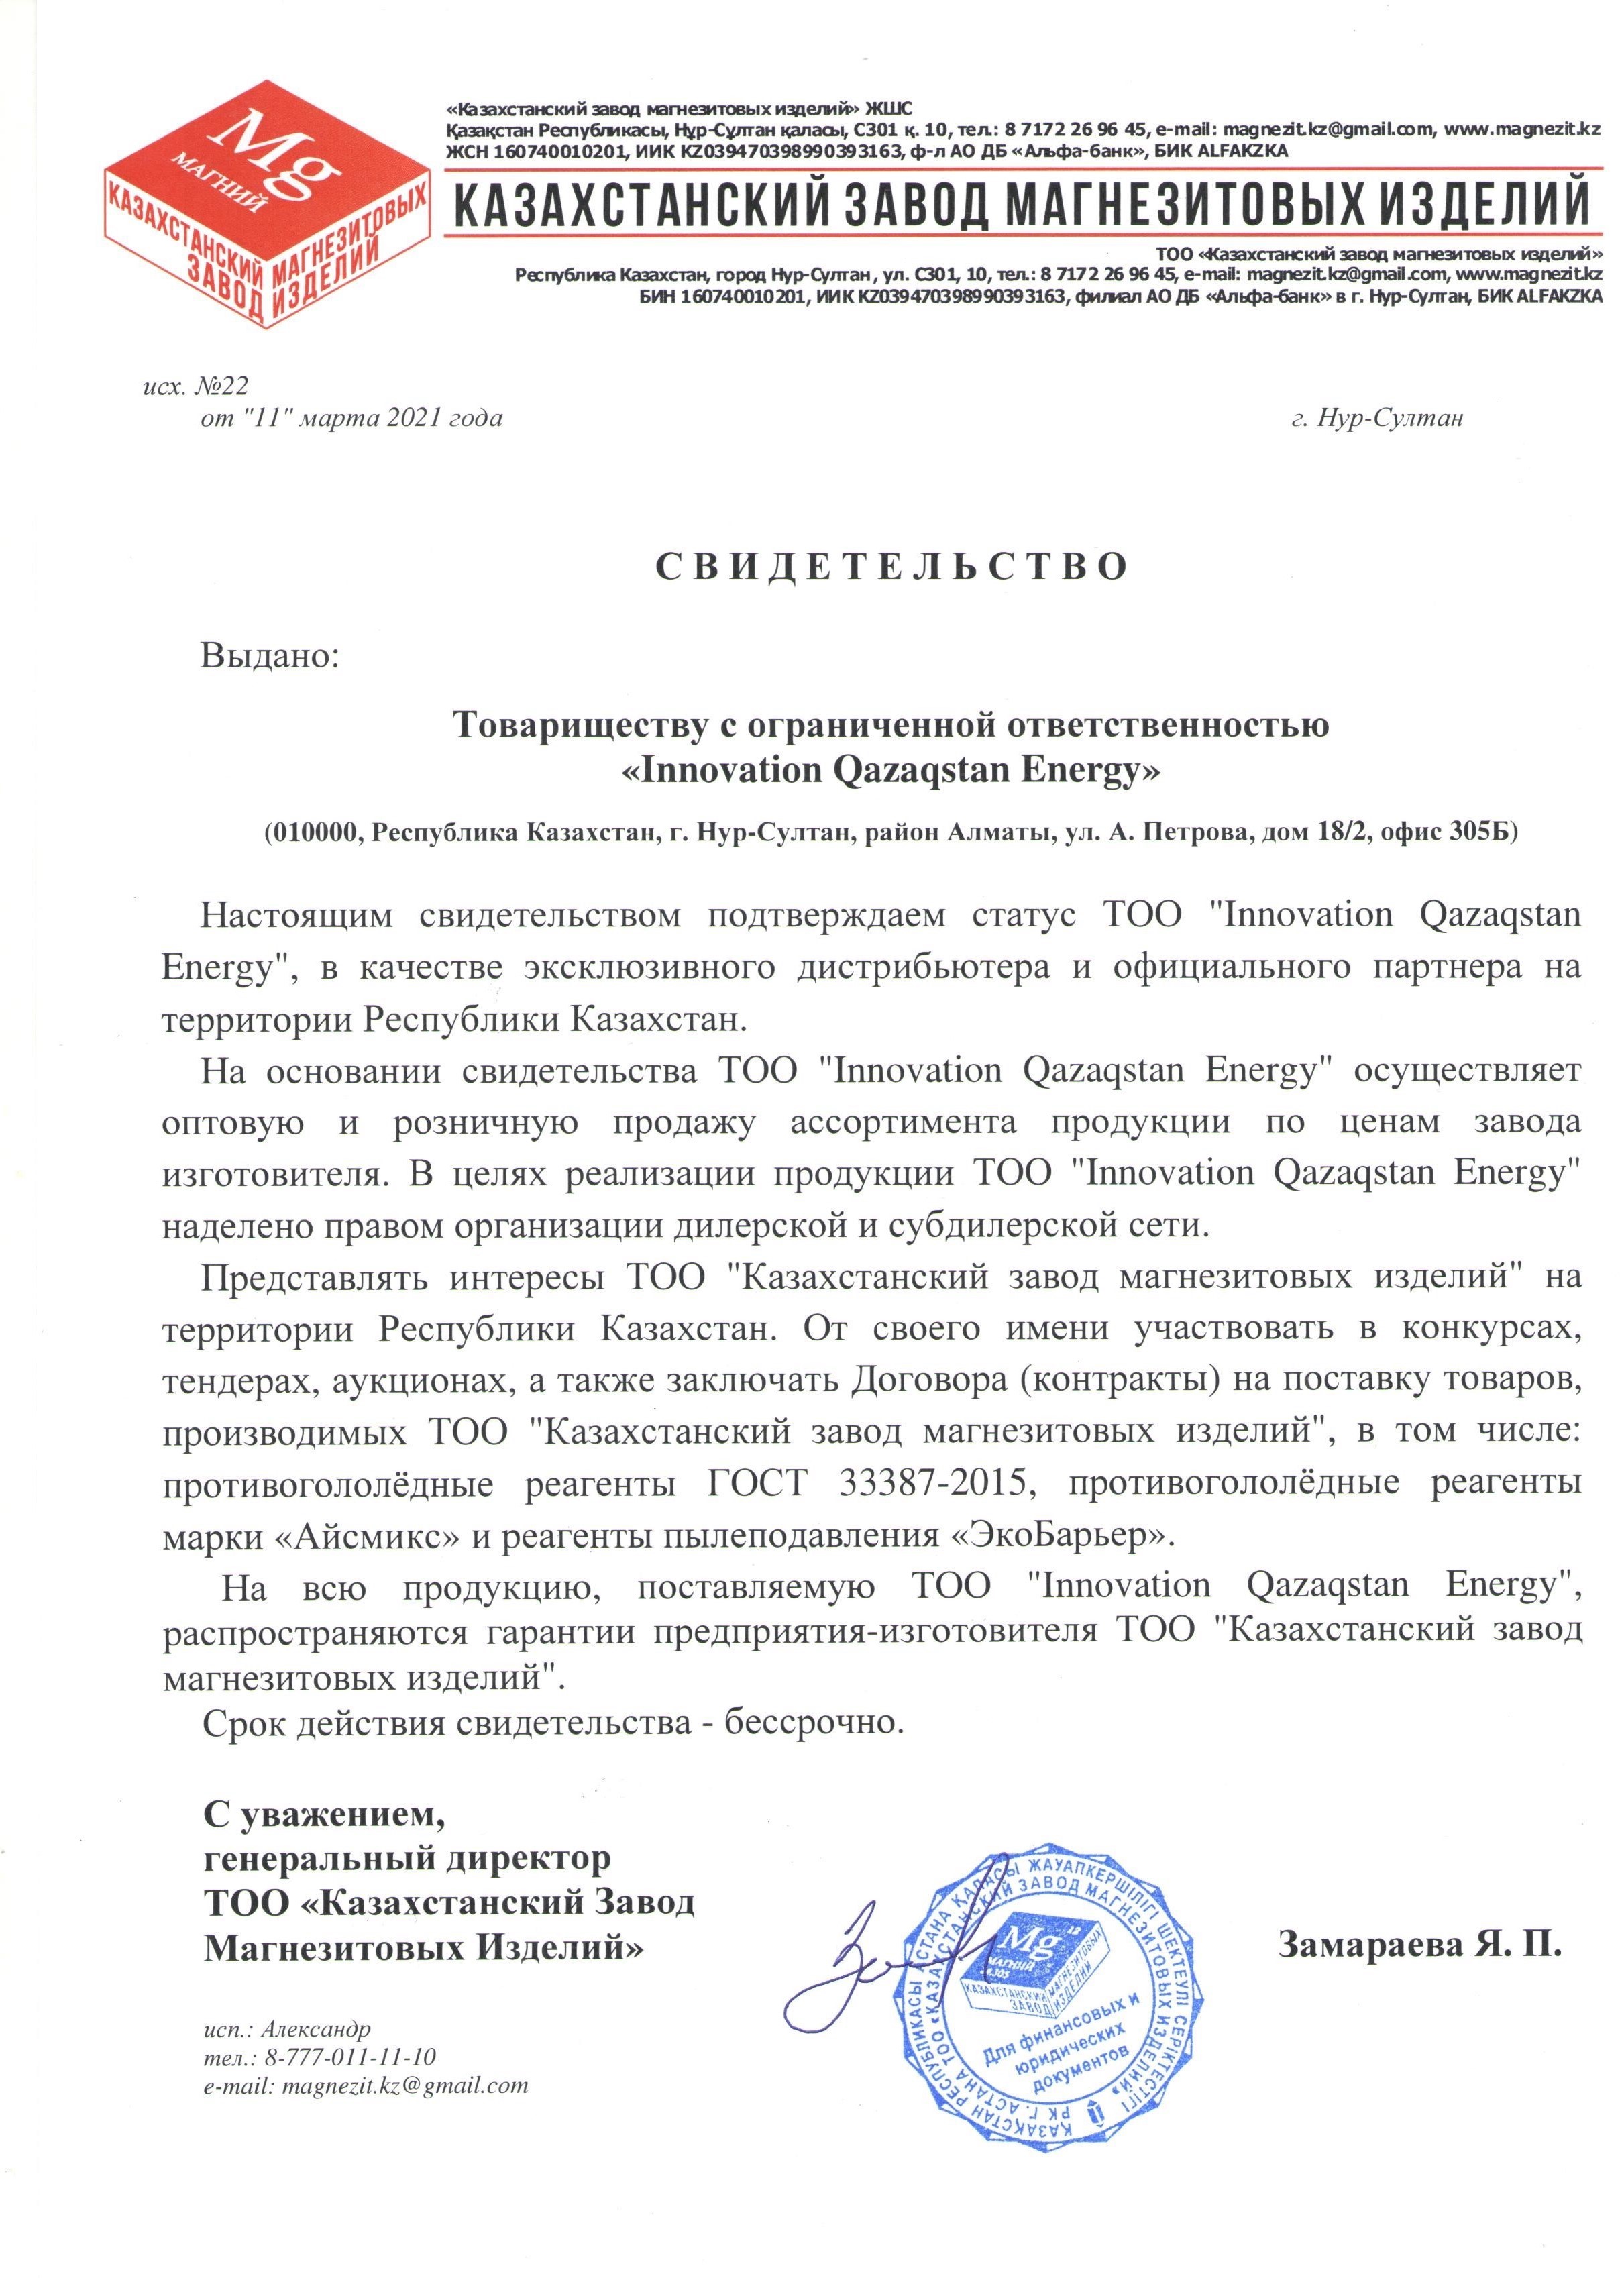 Mg
МАГНИЙ
КАЗАХСТАНСКИЙ
ЗАВОД
МАГНЕЗИТОВЫХ
ИЗДЕЛИЙ
«Казахстанский завод магнезитовых изделий» ЖШС
Қазақстан Республикасы, Нұр-Сұлтан қаласы, С301 қ. 10, тел.: 8 7172 26 96 45, e-mail: magnezit.kz@gmail.com, www.magnezit.kz
ЖСН 160740010201, ИИК KZ039470398990393163, ф-л АО ДБ «Альфа-банк», БИК ALFAKZKA
КАЗАХСТАНСКИЙ ЗАВОД МАГНЕЗИТОВЫХ ИЗДЕЛИЙ
ТОО «Казахстанский завод магнезитовых изделий»
Республика Казахстан, город Нур-Султан, ул. С301, 10, тел.: 8 7172 26 96 45, e-mail: magnezit.kz@gmail.com, www.magnezit.kz
БИН 160740010201, ИИК KZ039470398990393163, филиал АО ДБ «Альфа-банк» в г. Нур-Султан, БИК ALFAKZKA
исх. №22
от "11" марта 2021 года г. Нур-Султан
С В И Д Е Т Е Л Ь С Т В О
Выдано:
Товариществу с ограниченной ответственностью
«Innovation Qazaqstan Energy»
(010000, Республика Казахстан, г. Нур-Султан, район Алматы, ул. А. Петрова, дом 18/2, офис 305Б)
Настоящим свидетельством подтверждаем статус ТОО "Innovation Qazaqstan
Energy", в качестве эксклюзивного дистрибьютера и официального партнера на
территории Республики Казахстан.
На основании свидетельства ТОО "Innovation Qazaqstan Energy" осуществляет
оптовую и розничную продажу ассортимента продукции по ценам завода
изготовителя. В целях реализации продукции ТОО "Innovation Qazaqstan Energy"
наделено правом организации дилерской и субдилерской сети.
Представлять интересы ТОО "Казахстанский завод магнезитовых изделий" на
территории Республики Казахстан. От своего имени участвовать в конкурсах,
тендерах, аукционах, а также заключать Договора (контракты) на поставку товаров,
производимых ТОО "Казахстанский завод магнезитовых изделий", в том числе:
противогололёдные реагенты ГОСТ 33387-2015, противогололёдные реагенты
марки «Айсмикс» и реагенты пылеподавления «ЭкоБарьер».
На всю продукцию, поставляемую ТОО "Innovation Qazaqstan Energy",
распространяются гарантии предприятия-изготовителя ТОО "Казахстанский завод
магнезитовых изделий".
Срок действия свидетельства - бессрочно.
С уважением,
генеральный директор
ТОО «Казахстанский Завод
Магнезитовых Изделий»
Замараева Я. П.
ҚАЗАҚСТАН РЕСПУБЛИКАСЫ АСТАНА ҚАЛАСЫ ЖАУАПКЕРШІЛІГІ ШЕКТЕУЛІ СЕРІКТЕСТІГІ
РК Г. АСТАНА ТОО «КАЗАХСТАНСКИЙ ЗАВОД МАГНЕЗИТОВЫХ ИЗДЕЛИЙ»
Mg
МАГНИЙ
КАЗАХСТАНСКИЙ
ЗАВОД
МАГНЕЗИТОВЫХ
ИЗДЕЛИЙ
Для финансовых и
юридических
документов
исп.: Александр
тел.: 8-777-011-11-10
e-mail: magnezit.kz@gmail.com